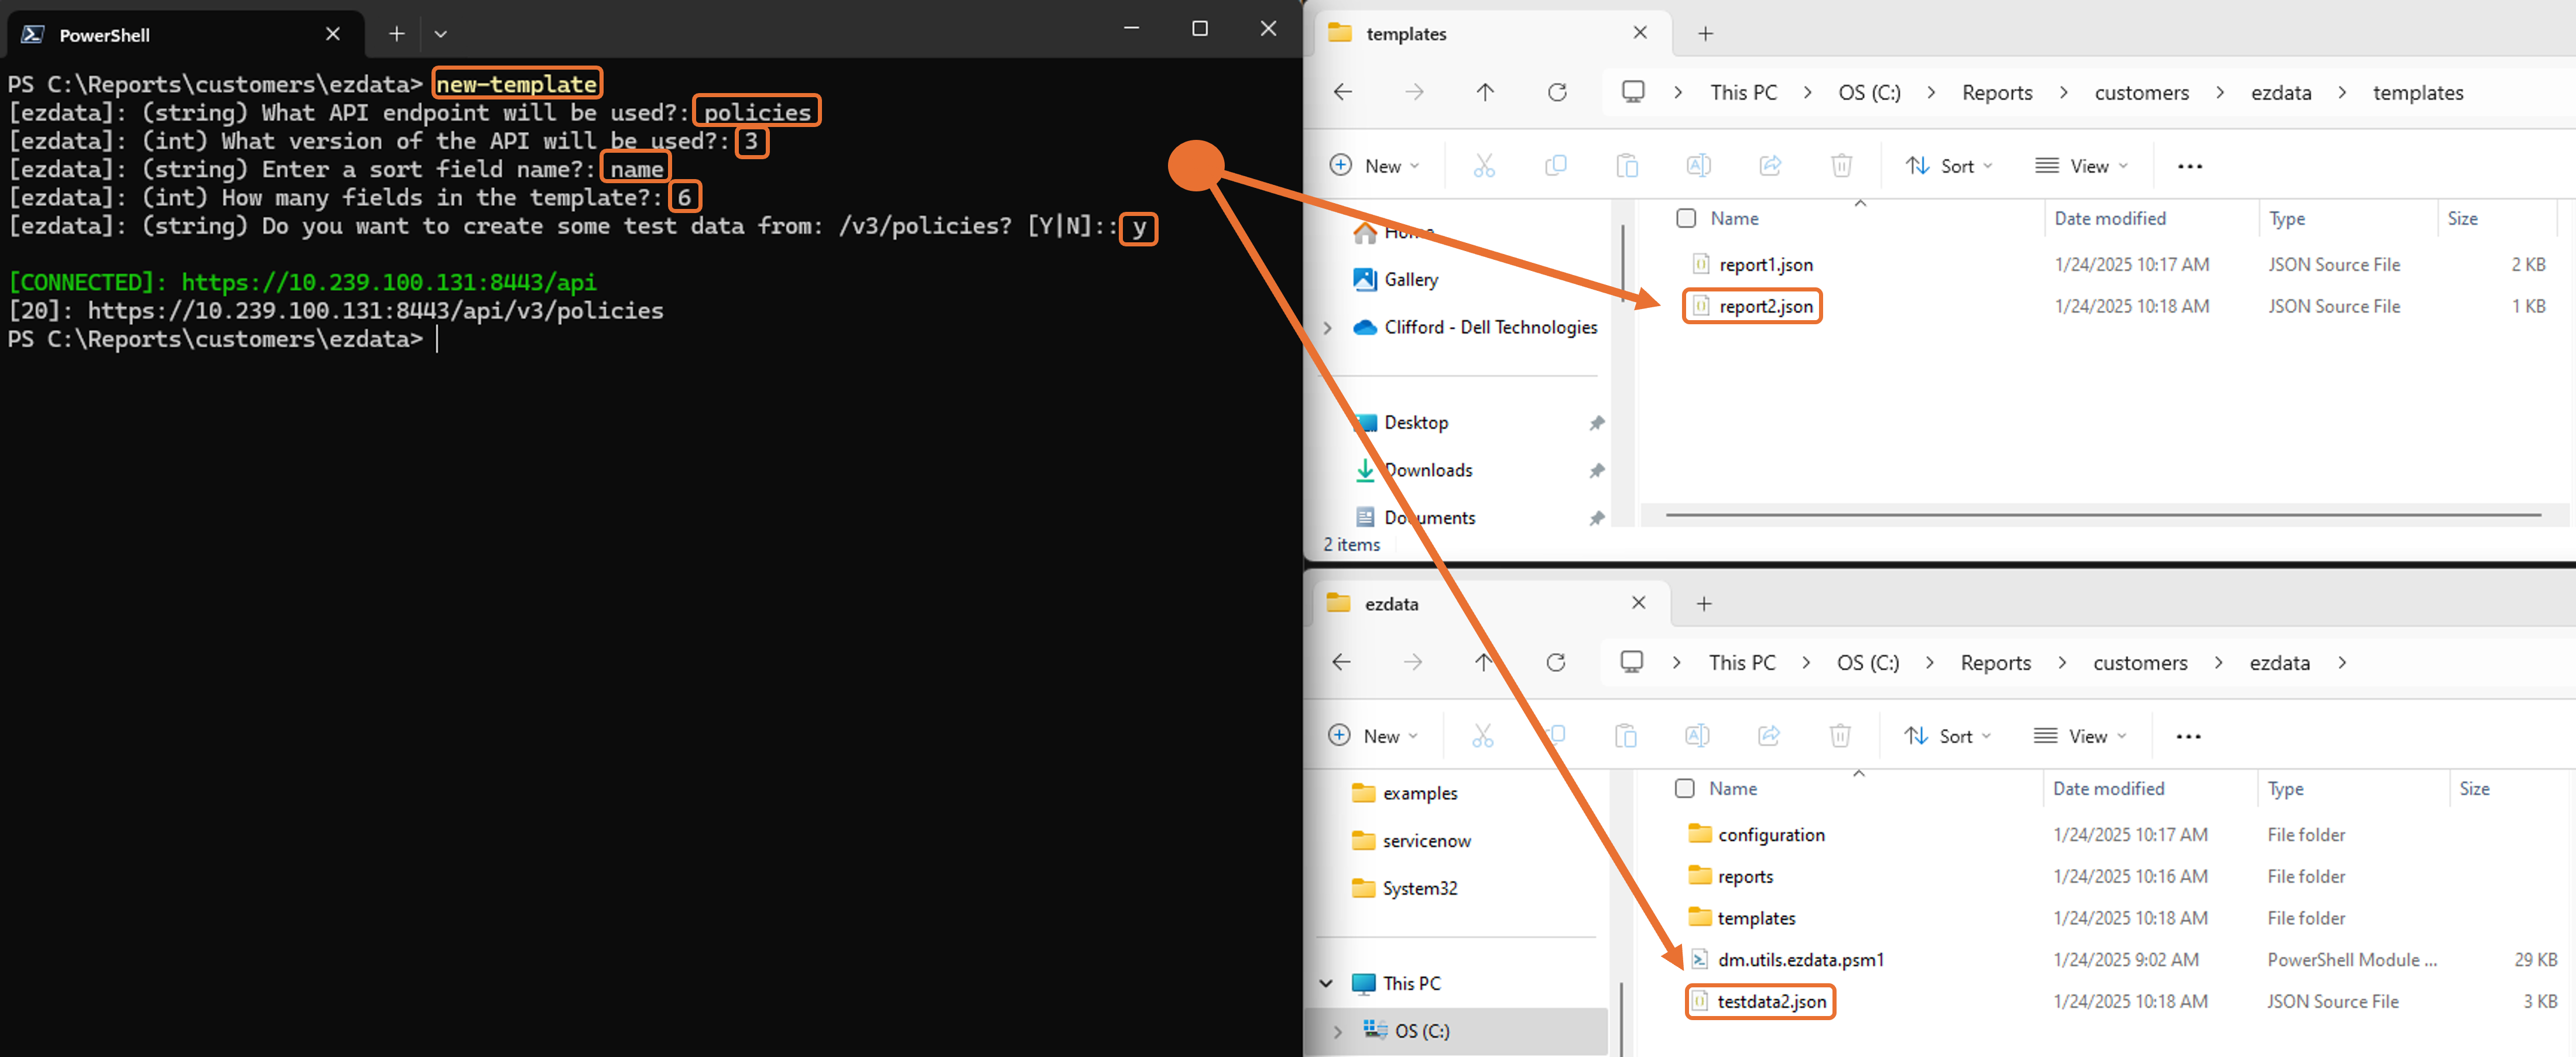 PowerShell
PS C:\Reports\customers\ezdata> new-template
[ezdata]: (string) What API endpoint will be used?: policies
[ezdata]: (int) What version of the API will be used?: 3
[ezdata]: (string) Enter a sort field name?: name
[ezdata]: (int) How many fields in the template?: 6
[ezdata]: (string) Do you want to create some test data from: /v3/policies? [Y|N]:: y
[CONNECTED]: https://10.239.100.131:8443/api
[20]: https://10.239.100.131:8443/api/v3/policies
PS C:\Reports\customers\ezdata>
templates
This PC > OS (C:) > Reports > customers > ezdata > templates
New Sort View ...
Home
Gallery
Clifford - Dell Technologies
Desktop
Downloads
Documents
2 items
Name Date modified Type Size
report1.json 1/24/2025 10:17 AM JSON Source File 2 KB
report2.json 1/24/2025 10:18 AM JSON Source File 1 KB
ezdata
This PC > OS (C:) > Reports > customers > ezdata >
New Sort View ...
examples
servicenow
System32
This PC
OS (C:)
Name Date modified Type Size
configuration 1/24/2025 10:17 AM File folder
reports 1/24/2025 10:16 AM File folder
templates 1/24/2025 10:18 AM File folder
dm.utils.ezdata.psm1 1/24/2025 9:02 AM PowerShell Module ... 29 KB
testdata2.json 1/24/2025 10:18 AM JSON Source File 3 KB